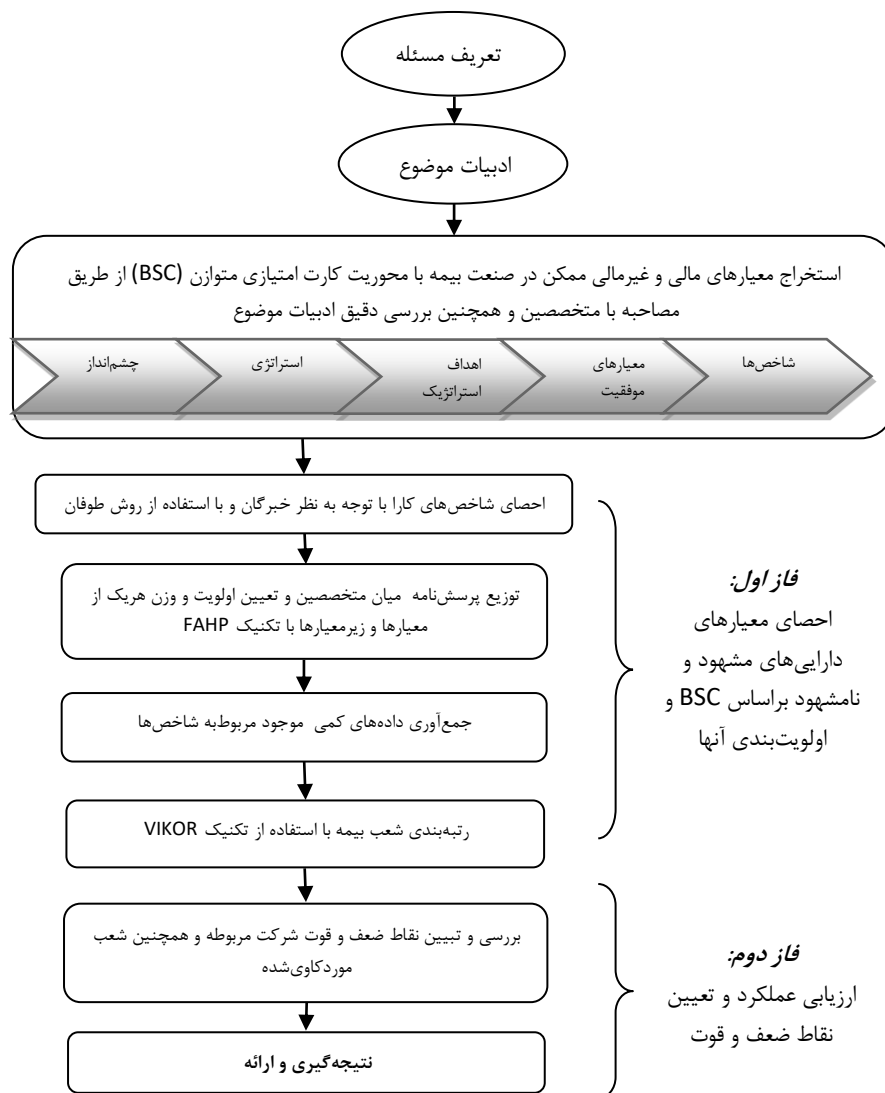 تعریف مسئله
ادبیات موضوع
استخراج معیارهای مالی و غیرمالی ممکن در صنعت بیمه با محوریت کارت امتیازی متوازن (BSC) از طریق
مصاحبه با متخصصین و همچنین بررسی دقیق ادبیات موضوع
چشم‌انداز
استراتژی
اهداف
استراتژیک
معیارهای
موفقیت
شاخص‌ها
احصای شاخص‌های کارا با توجه به نظر خبرگان و با استفاده از روش طوفان
توزیع پرسش‌نامه میان متخصصین و تعیین اولویت و وزن هریک از
معیارها و زیرمعیارها با تکنیک FAHP
جمع‌آوری داده‌های کمی موجود مربوط‌به شاخص‌ها
رتبه‌بندی شعب بیمه با استفاده از تکنیک VIKOR
فاز اول:
احصای معیارهای
دارایی‌های مشهود و
نامشهود براساس BSC و
اولویت‌بندی آنها
بررسی و تبیین نقاط ضعف و قوت شرکت مربوطه و همچنین شعب
موردکاوی‌شده
نتیجه‌گیری و ارائه
فاز دوم:
ارزیابی عملکرد و تعیین
نقاط ضعف و قوت